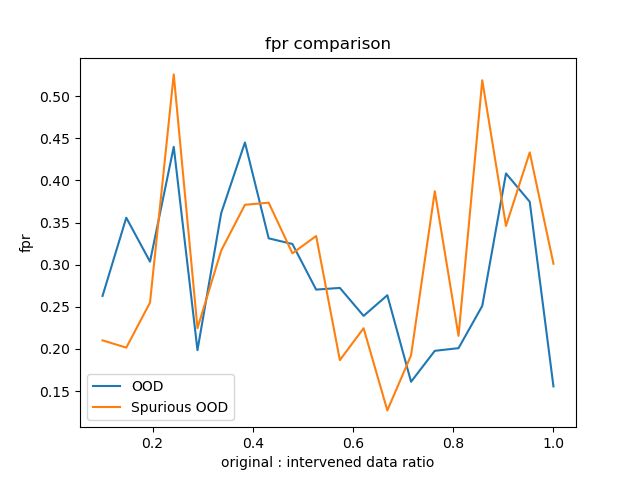 fpr comparison
0.50
0.45
0.40
0.35
0.30
0.25
0.20
0.15
fpr
OOD
Spurious OOD
0.2 0.4 0.6 0.8 1.0
original : intervened data ratio